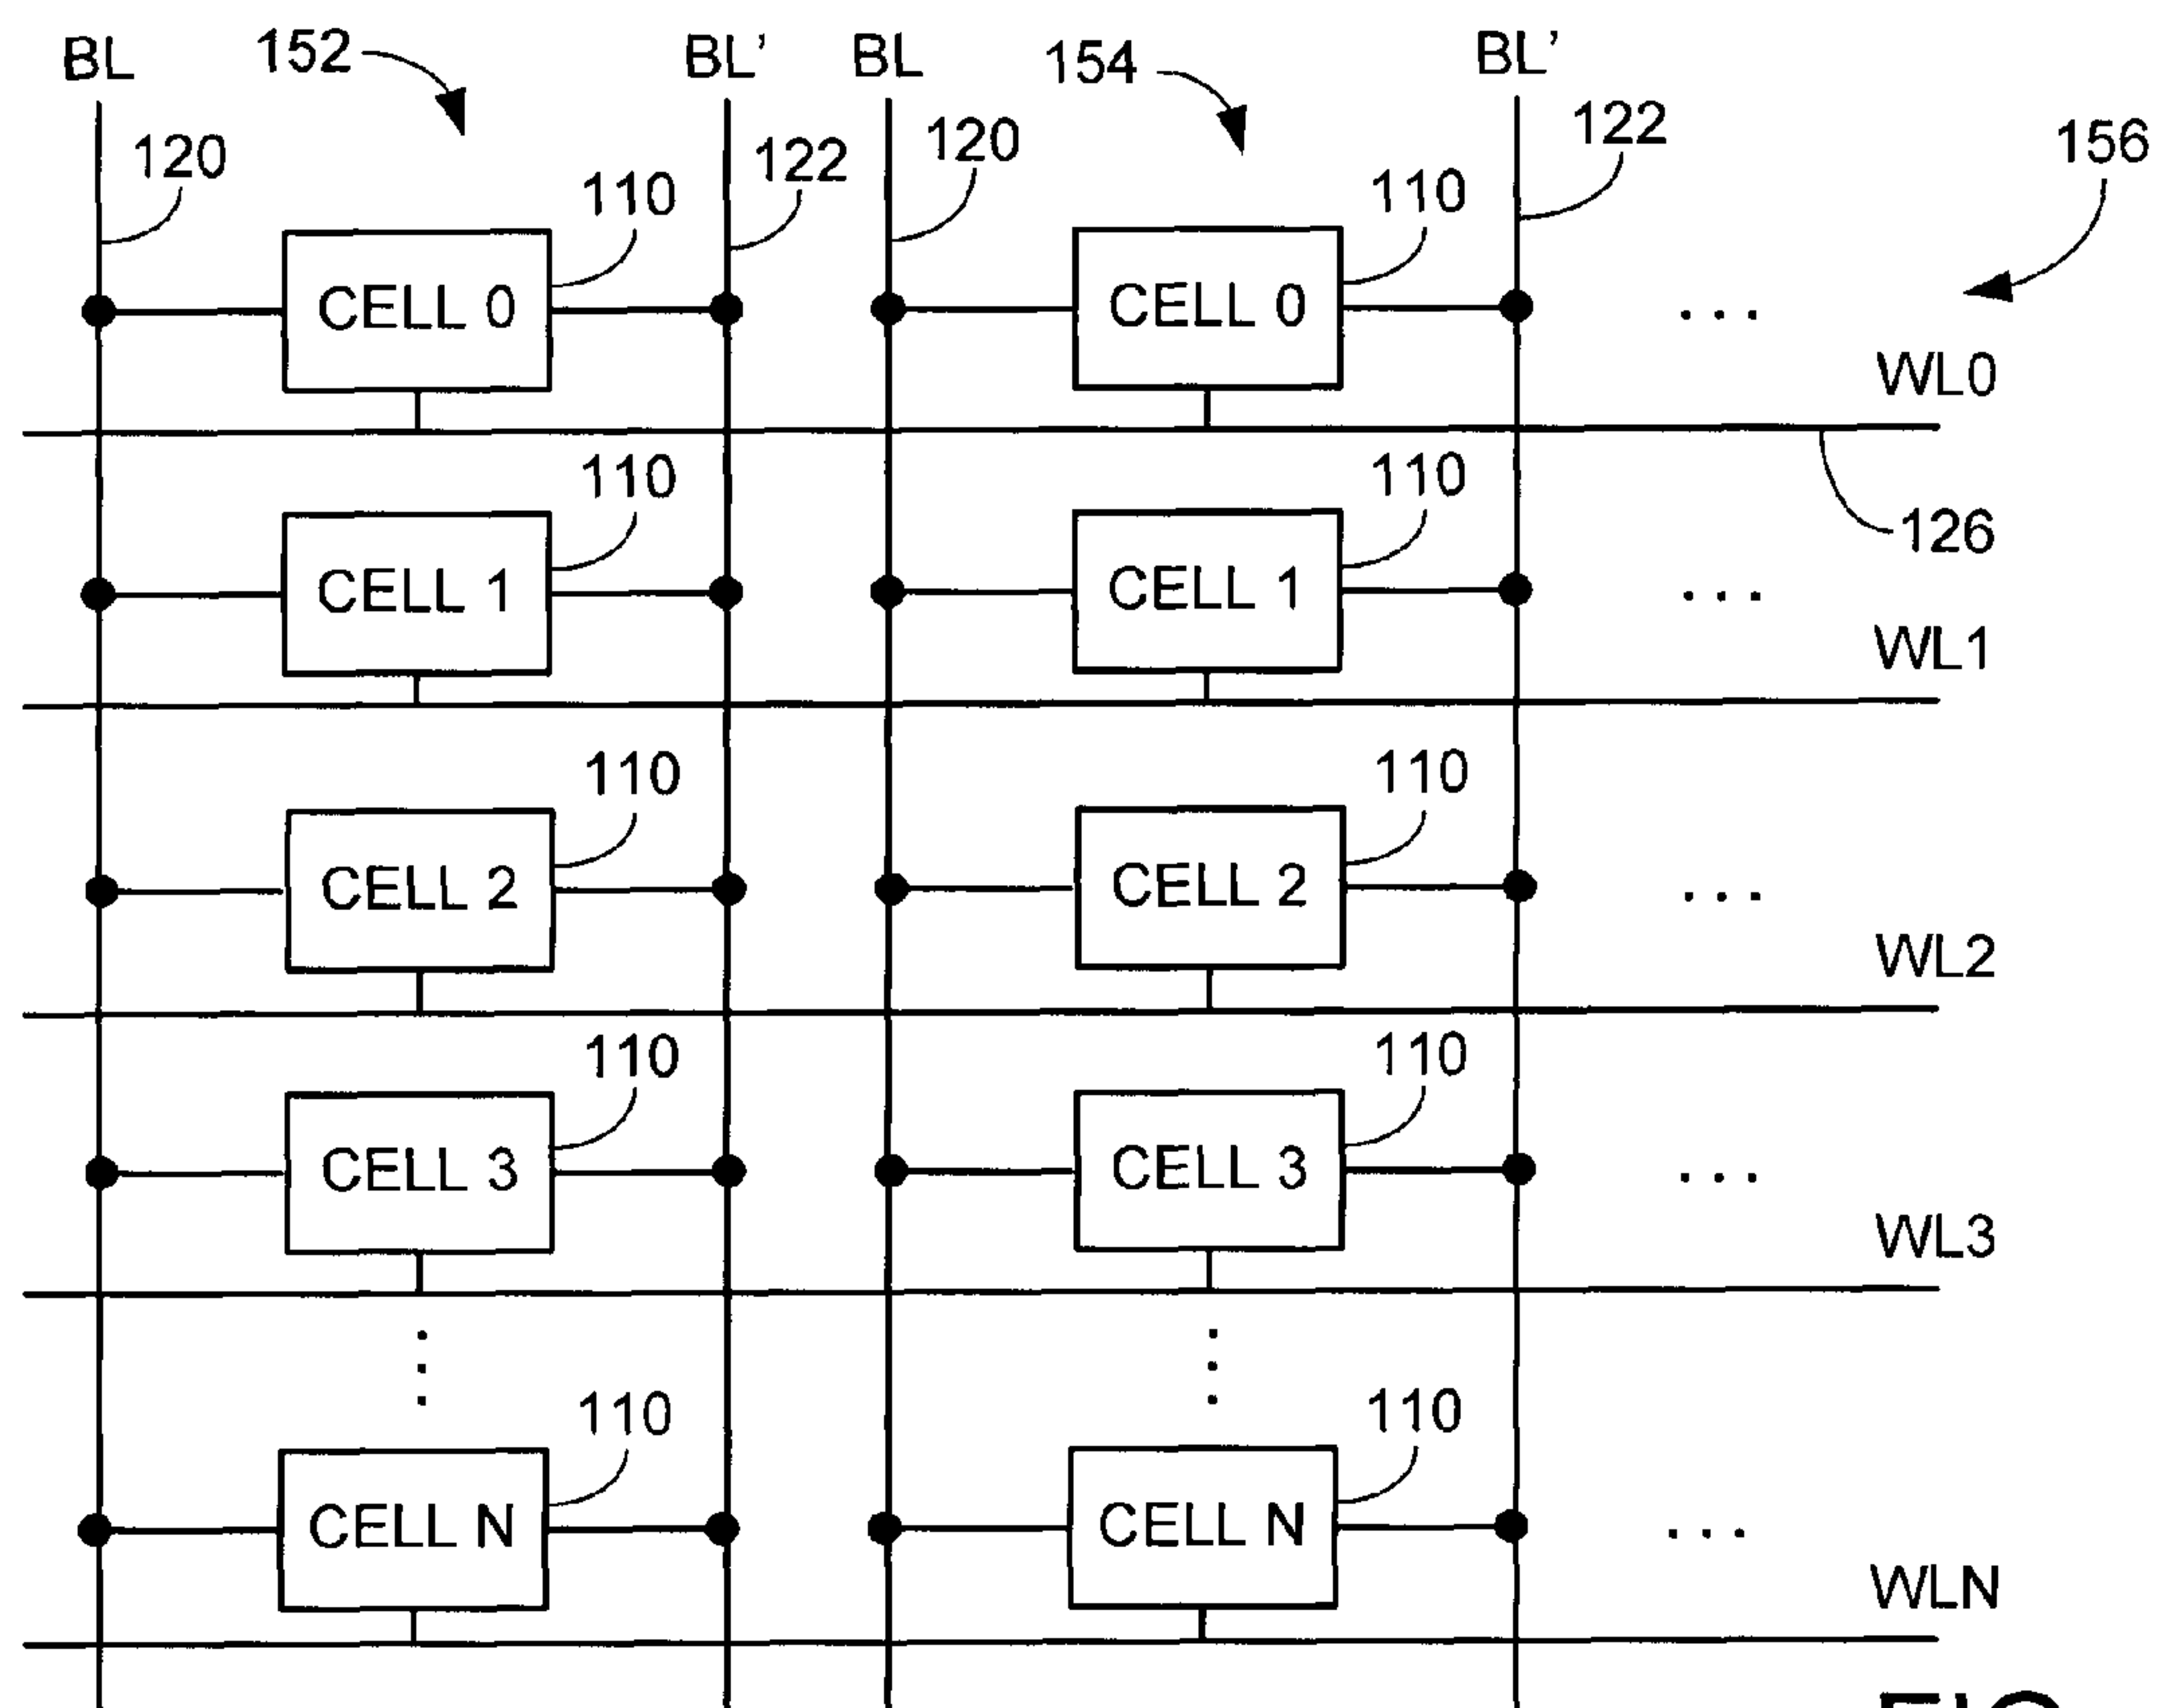 BL 152 BL’ BL 154 BL’
120 122 120 122 156
110 110
CELL 0 CELL 0 ...
WL0
110 110 126
CELL 1 CELL 1 ...
WL1
110 110
CELL 2 CELL 2 ...
WL2
110 110
CELL 3 CELL 3 ...
WL3
110 110
CELL N CELL N ...
WLN